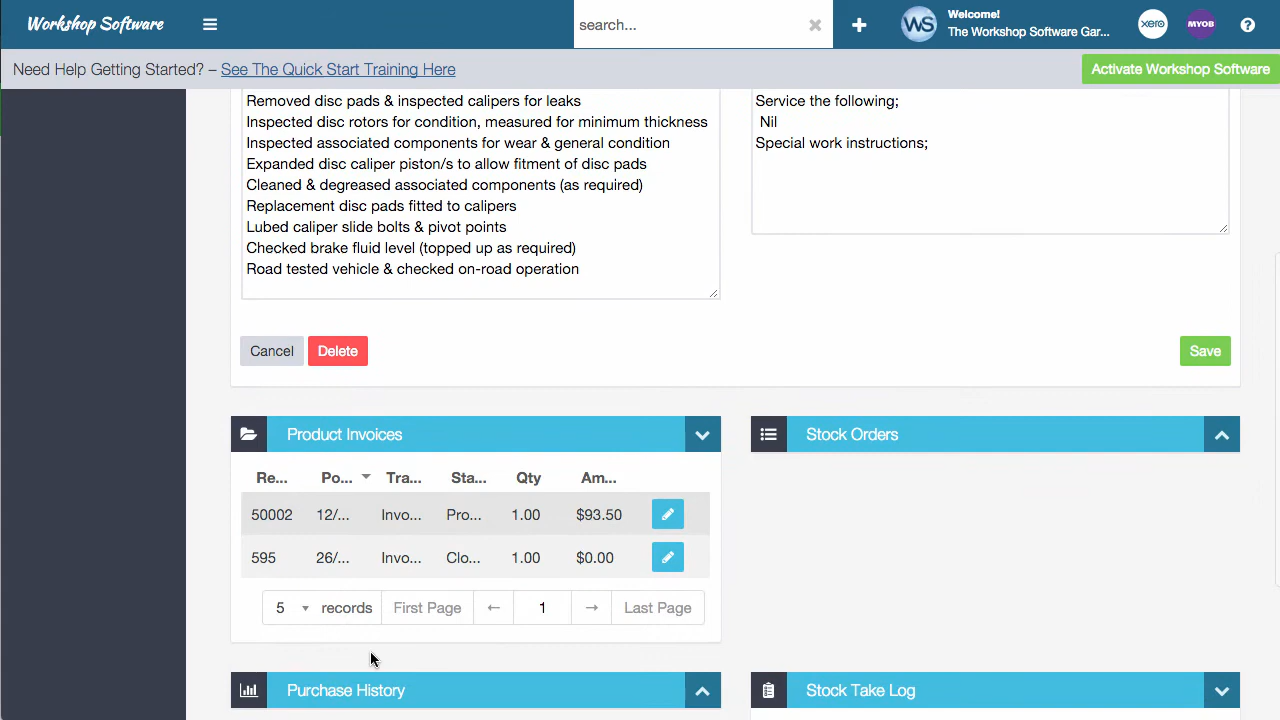 Workshop Software
search...
Welcome!
The Workshop Software Gar...
xero
MYOB
Need Help Getting Started? – See The Quick Start Training Here
Activate Workshop Software
Removed disc pads & inspected calipers for leaks
Inspected disc rotors for condition, measured for minimum thickness
Inspected associated components for wear & general condition
Expanded disc caliper piston/s to allow fitment of disc pads
Cleaned & degreased associated components (as required)
Replacement disc pads fitted to calipers
Lubed caliper slide bolts & pivot points
Checked brake fluid level (topped up as required)
Road tested vehicle & checked on-road operation
Service the following;
Nil
Special work instructions;
Cancel
Delete
Save
Product Invoices
Re... Po... Tra... Sta... Qty Am...
50002 12/... Invo... Pro... 1.00 $93.50
595 26/... Invo... Clo... 1.00 $0.00
5 records First Page ← 1 → Last Page
Stock Orders
Purchase History
Stock Take Log